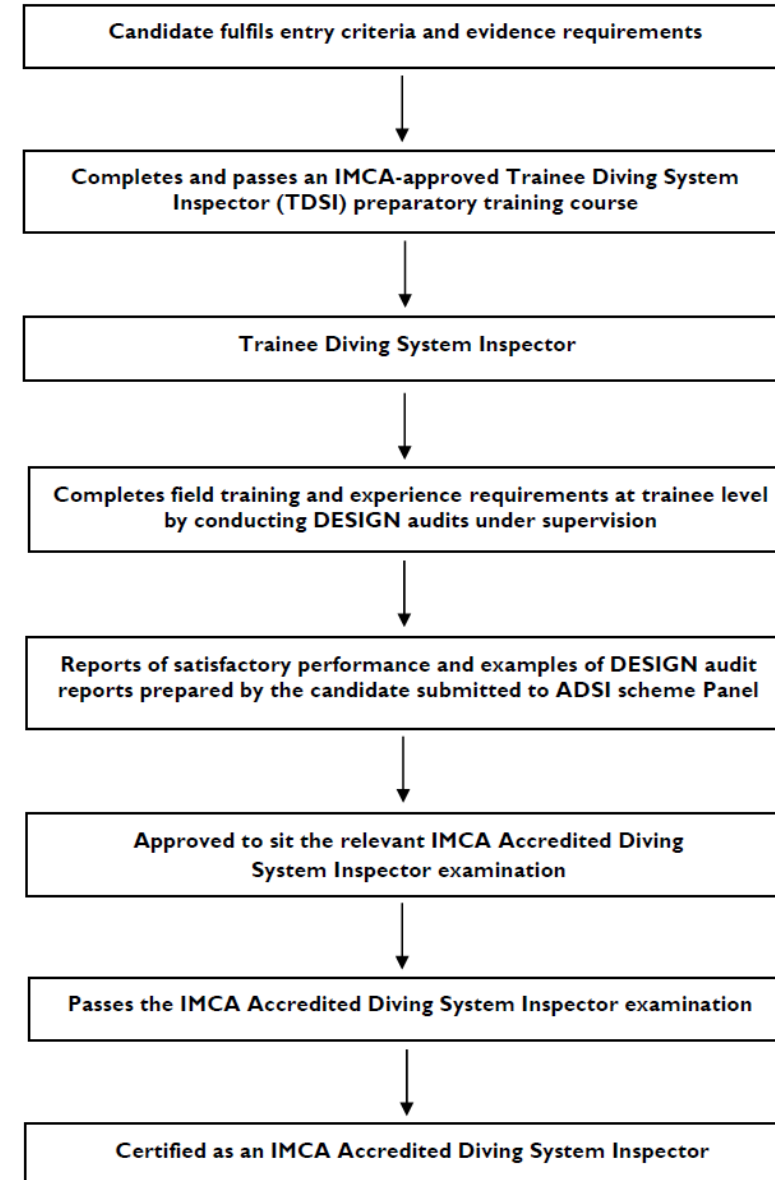 Candidate fulfils entry criteria and evidence requirements
Completes and passes an IMCA-approved Trainee Diving System
Inspector (TDSI) preparatory training course
Trainee Diving System Inspector
Completes field training and experience requirements at trainee level
by conducting DESIGN audits under supervision
Reports of satisfactory performance and examples of DESIGN audit
reports prepared by the candidate submitted to ADSI scheme Panel
Approved to sit the relevant IMCA Accredited Diving
System Inspector examination
Passes the IMCA Accredited Diving System Inspector examination
Certified as an IMCA Accredited Diving System Inspector